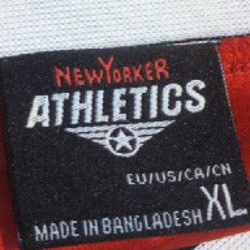 NEWYORKER
ATHLETICS
EU/US/CA/CN
XL
MADE IN BANGLADESH